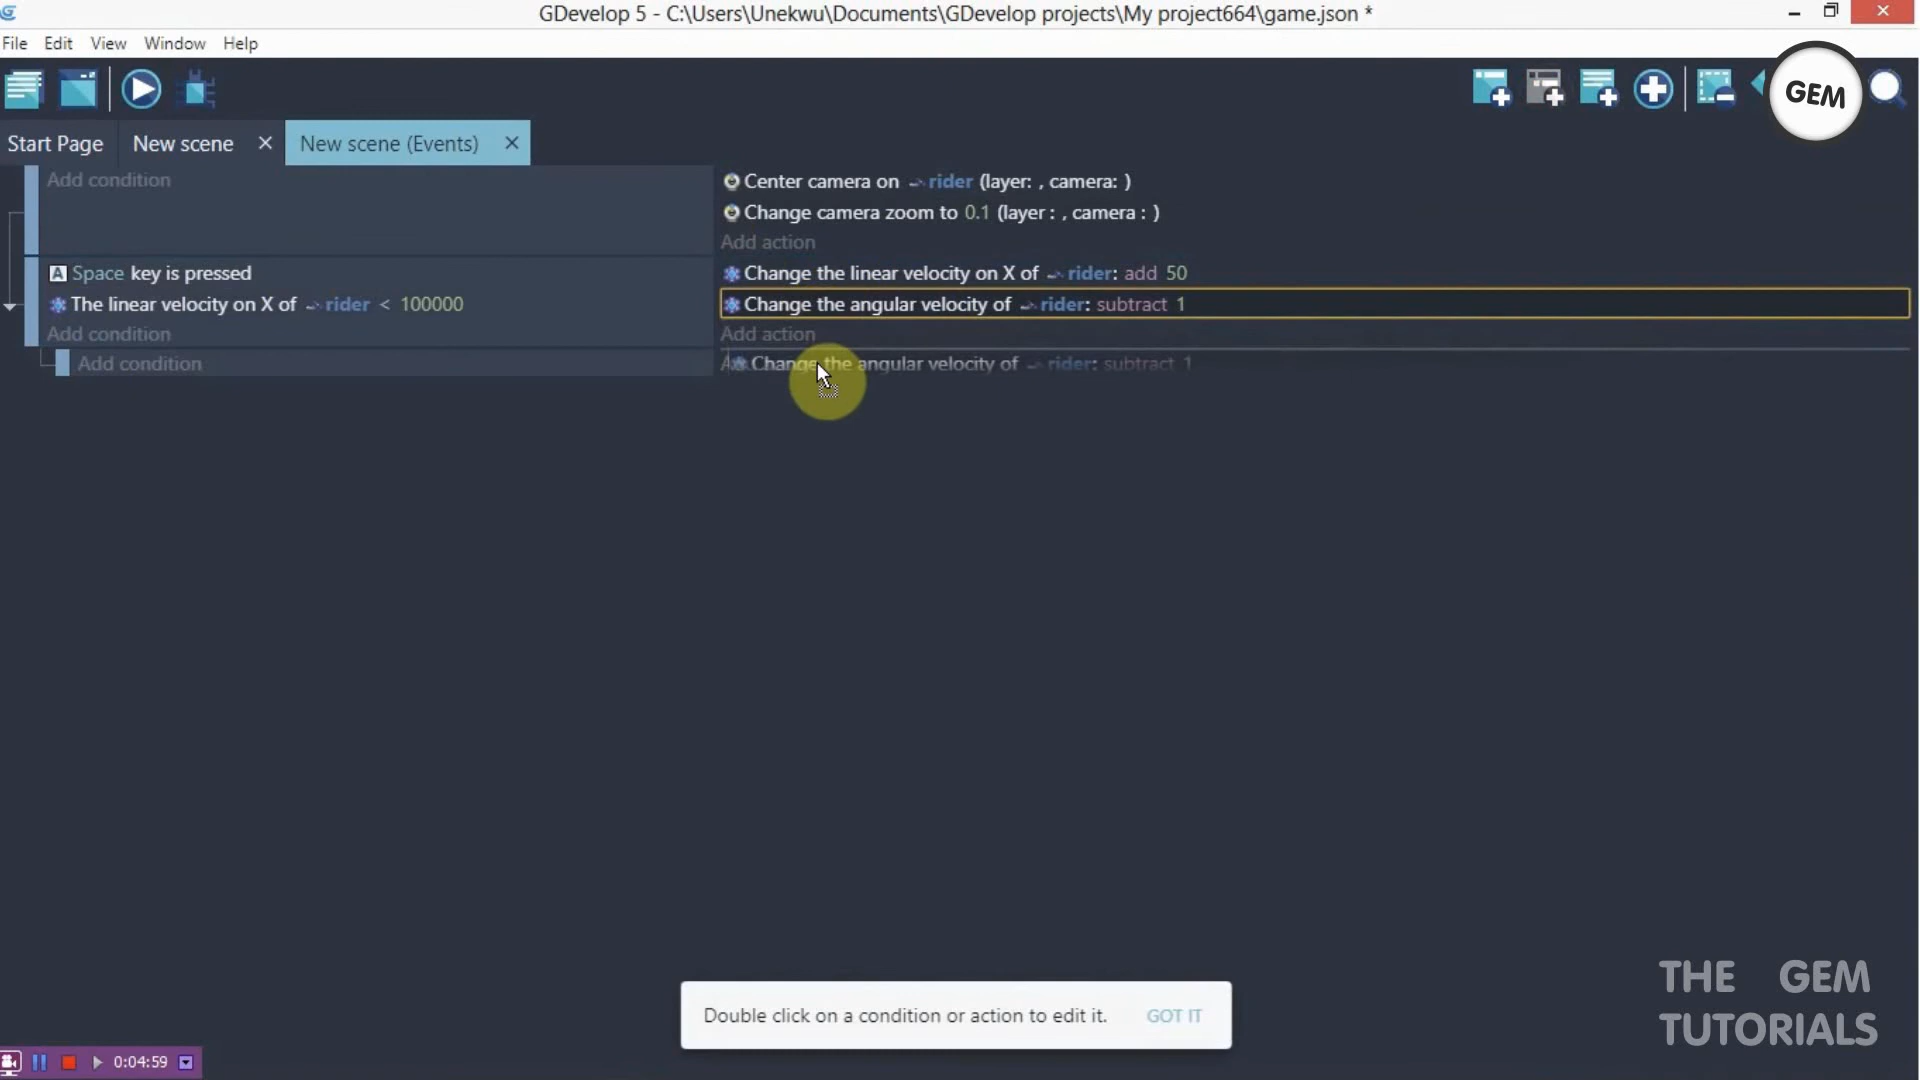 GDevelop 5 - C:\Users\Unekwu\Documents\GDevelop projects\My project664\game.json *
File Edit View Window Help
GEM
Start Page New scene × New scene (Events) ×
Add condition
Center camera on rider (layer: , camera: )
Change camera zoom to 0.1 (layer : , camera : )
Add action
A Space key is pressed
Change the linear velocity on X of rider: add 50
The linear velocity on X of rider < 100000
Change the angular velocity of rider: subtract 1
Add condition
Add action
Add condition
Change the angular velocity of rider: subtract 1
Double click on a condition or action to edit it. GOT IT
THE GEM
TUTORIALS
0:04:59